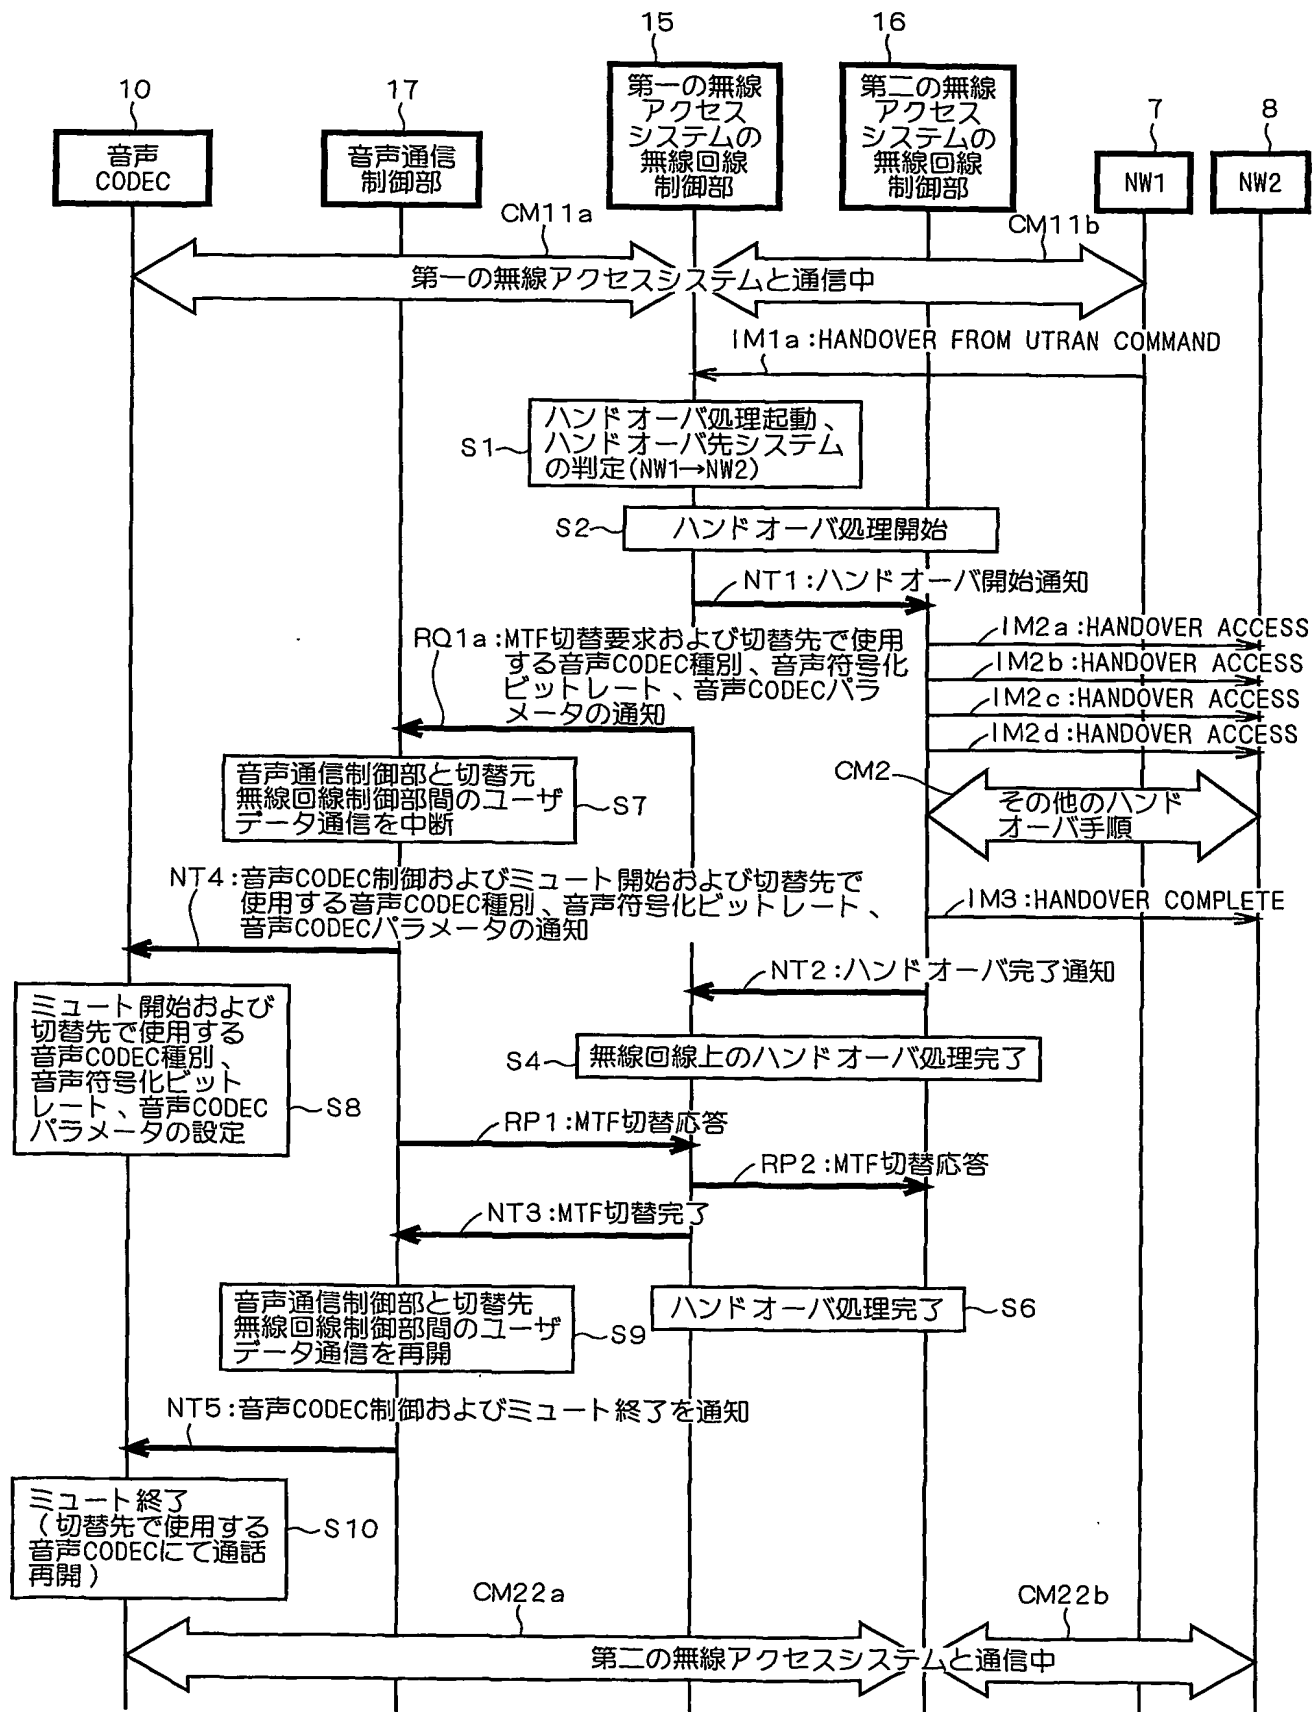 15
16
10
17
7
8
音声
CODEC
音声通信
制御部
第一の無線
アクセス
システムの
無線回線
制御部
第二の無線
アクセス
システムの
無線回線
制御部
NW1
NW2
CM11a
CM11b
第一の無線アクセスシステムと通信中
IM1a:HANDOVER FROM UTRAN COMMAND
S1
ハンドオーバ処理起動、
ハンドオーバ先システム
の判定(NW1→NW2)
S2
ハンドオーバ処理開始
NT1:ハンドオーバ開始通知
RQ1a:MTF切替要求および切替先で使用
する音声CODEC種別、音声符号化
ビットレート、音声CODECパラ
メータの通知
IM2a:HANDOVER ACCESS
IM2b:HANDOVER ACCESS
IM2c:HANDOVER ACCESS
IM2d:HANDOVER ACCESS
音声通信制御部と切替元
無線回線制御部間のユーザ
データ通信を中断
S7
CM2
その他のハンド
オーバ手順
NT4:音声CODEC制御およびミュート開始および切替先で
使用する音声CODEC種別、音声符号化ビットレート、
音声CODECパラメータの通知
IM3:HANDOVER COMPLETE
NT2:ハンドオーバ完了通知
ミュート開始および
切替先で使用する
音声CODEC種別、
音声符号化ビット
レート、音声CODEC
パラメータの設定
S8
S4
無線回線上のハンドオーバ処理完了
RP1:MTF切替応答
RP2:MTF切替応答
NT3:MTF切替完了
音声通信制御部と切替先
無線回線制御部間のユーザ
データ通信を再開
S9
ハンドオーバ処理完了
S6
NT5:音声CODEC制御およびミュート終了を通知
ミュート終了
(切替先で使用する
音声CODECにて通話
再開)
S10
CM22a
CM22b
第二の無線アクセスシステムと通信中